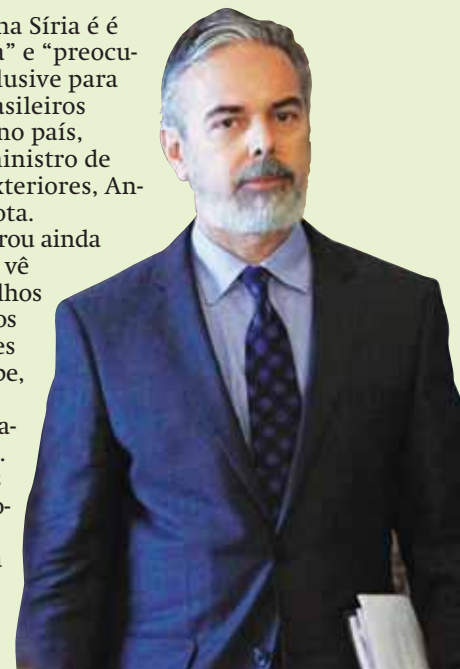 na Síria é é
a” e “preocu-
lusive para
asileiros
no país,
ninistro de
xteriores, An-
ota.
rou ainda
vê
lhos
os
es
pe,
a-
.
o-